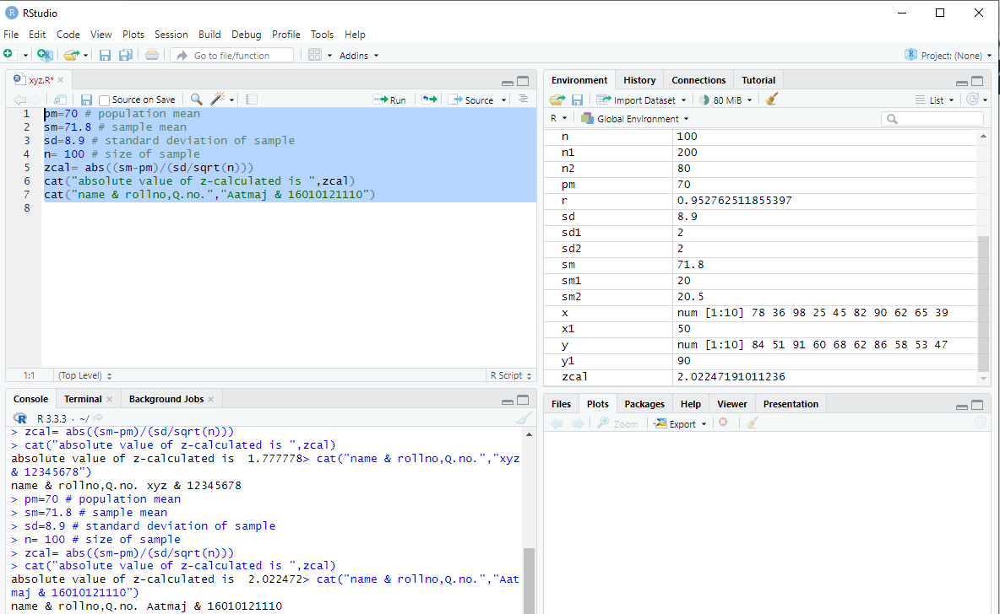 RStudio
File Edit Code View Plots Session Build Debug Profile Tools Help
Go to file/function Addins Project: (None)
xyz.R*
Source on Save Run Source
1 pm=70 # population mean
2 sm=71.8 # sample mean
3 sd=8.9 # standard deviation of sample
4 n= 100 # size of sample
5 zcal= abs((sm-pm)/(sd/sqrt(n)))
6 cat("absolute value of z-calculated is ",zcal)
7 cat("name & rollno,Q.no.","Aatmaj & 16010121110")
8
1:1 (Top Level) R Script
Console Terminal Background Jobs
R 3.3.3 · ~/
> zcal= abs((sm-pm)/(sd/sqrt(n)))
> cat("absolute value of z-calculated is ",zcal)
absolute value of z-calculated is  1.777778> cat("name & rollno,Q.no.","xyz
& 12345678")
name & rollno,Q.no. xyz & 12345678
> pm=70 # population mean
> sm=71.8 # sample mean
> sd=8.9 # standard deviation of sample
> n= 100 # size of sample
> zcal= abs((sm-pm)/(sd/sqrt(n)))
> cat("absolute value of z-calculated is ",zcal)
absolute value of z-calculated is  2.022472> cat("name & rollno,Q.no.","Aat
maj & 16010121110")
name & rollno,Q.no. Aatmaj & 16010121110
Environment History Connections Tutorial
Import Dataset 80 MiB List
R Global Environment
n 100
n1 200
n2 80
pm 70
r 0.952762511855397
sd 8.9
sd1 2
sd2 2
sm 71.8
sm1 20
sm2 20.5
x num [1:10] 78 36 98 25 45 82 90 62 65 39
x1 50
y num [1:10] 84 51 91 60 68 62 86 58 53 47
y1 90
zcal 2.02247191011236
Files Plots Packages Help Viewer Presentation
Zoom Export